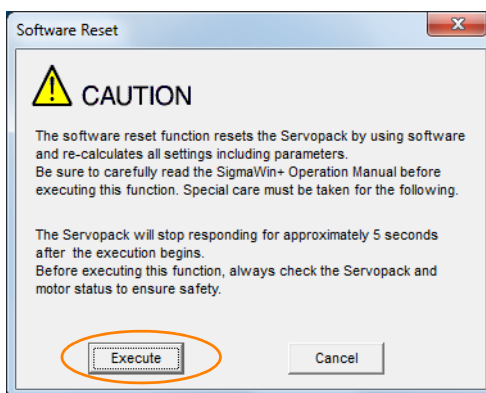 Software Reset
CAUTION
The software reset function resets the Servopack by using software
and re-calculates all settings including parameters.
Be sure to carefully read the SigmaWin+ Operation Manual before
executing this function. Special care must be taken for the following.
The Servopack will stop responding for approximately 5 seconds
after the execution begins.
Before executing this function, always check the Servopack and
motor status to ensure safety.
Execute
Cancel